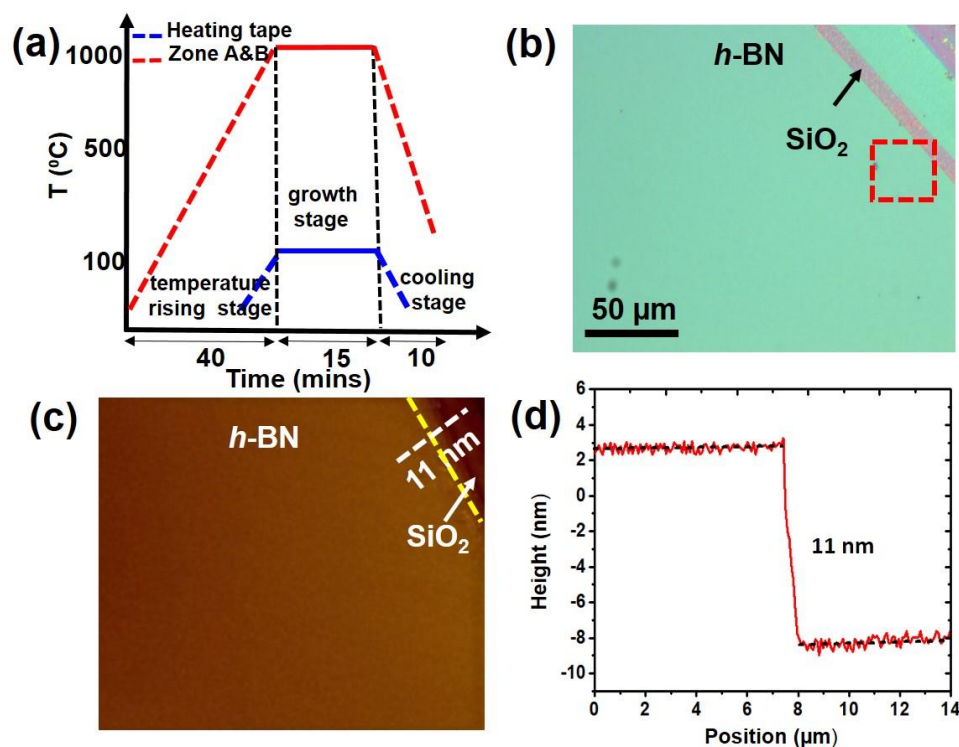 (a)
Heating tape
Zone A&B
1000
500
100
T (⁰C)
growth
stage
temperature
rising stage
cooling
stage
40
15
10
Time (mins)
(b)
h-BN
SiO₂
50 µm
(c)
h-BN
11 nm
SiO₂
(d)
6
4
2
0
-2
-4
-6
-8
-10
Height (nm)
11 nm
0
2
4
6
8
10
12
14
Position (µm)